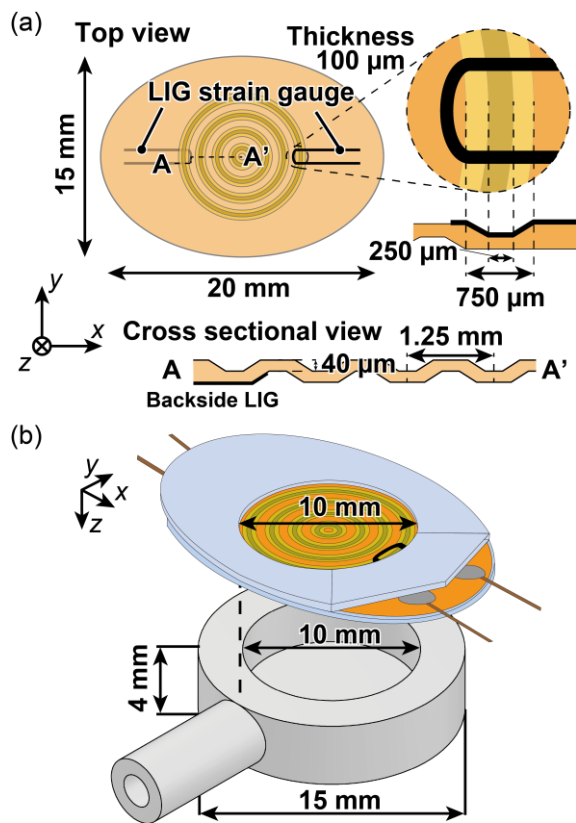 (a)
Top view
Thickness
100 μm
LIG strain gauge
A
A'
15 mm
20 mm
250 μm
750 μm
y
x
z
Cross sectional view
1.25 mm
A
40 μm
A'
Backside LIG
(b)
y
x
z
10 mm
10 mm
4 mm
15 mm